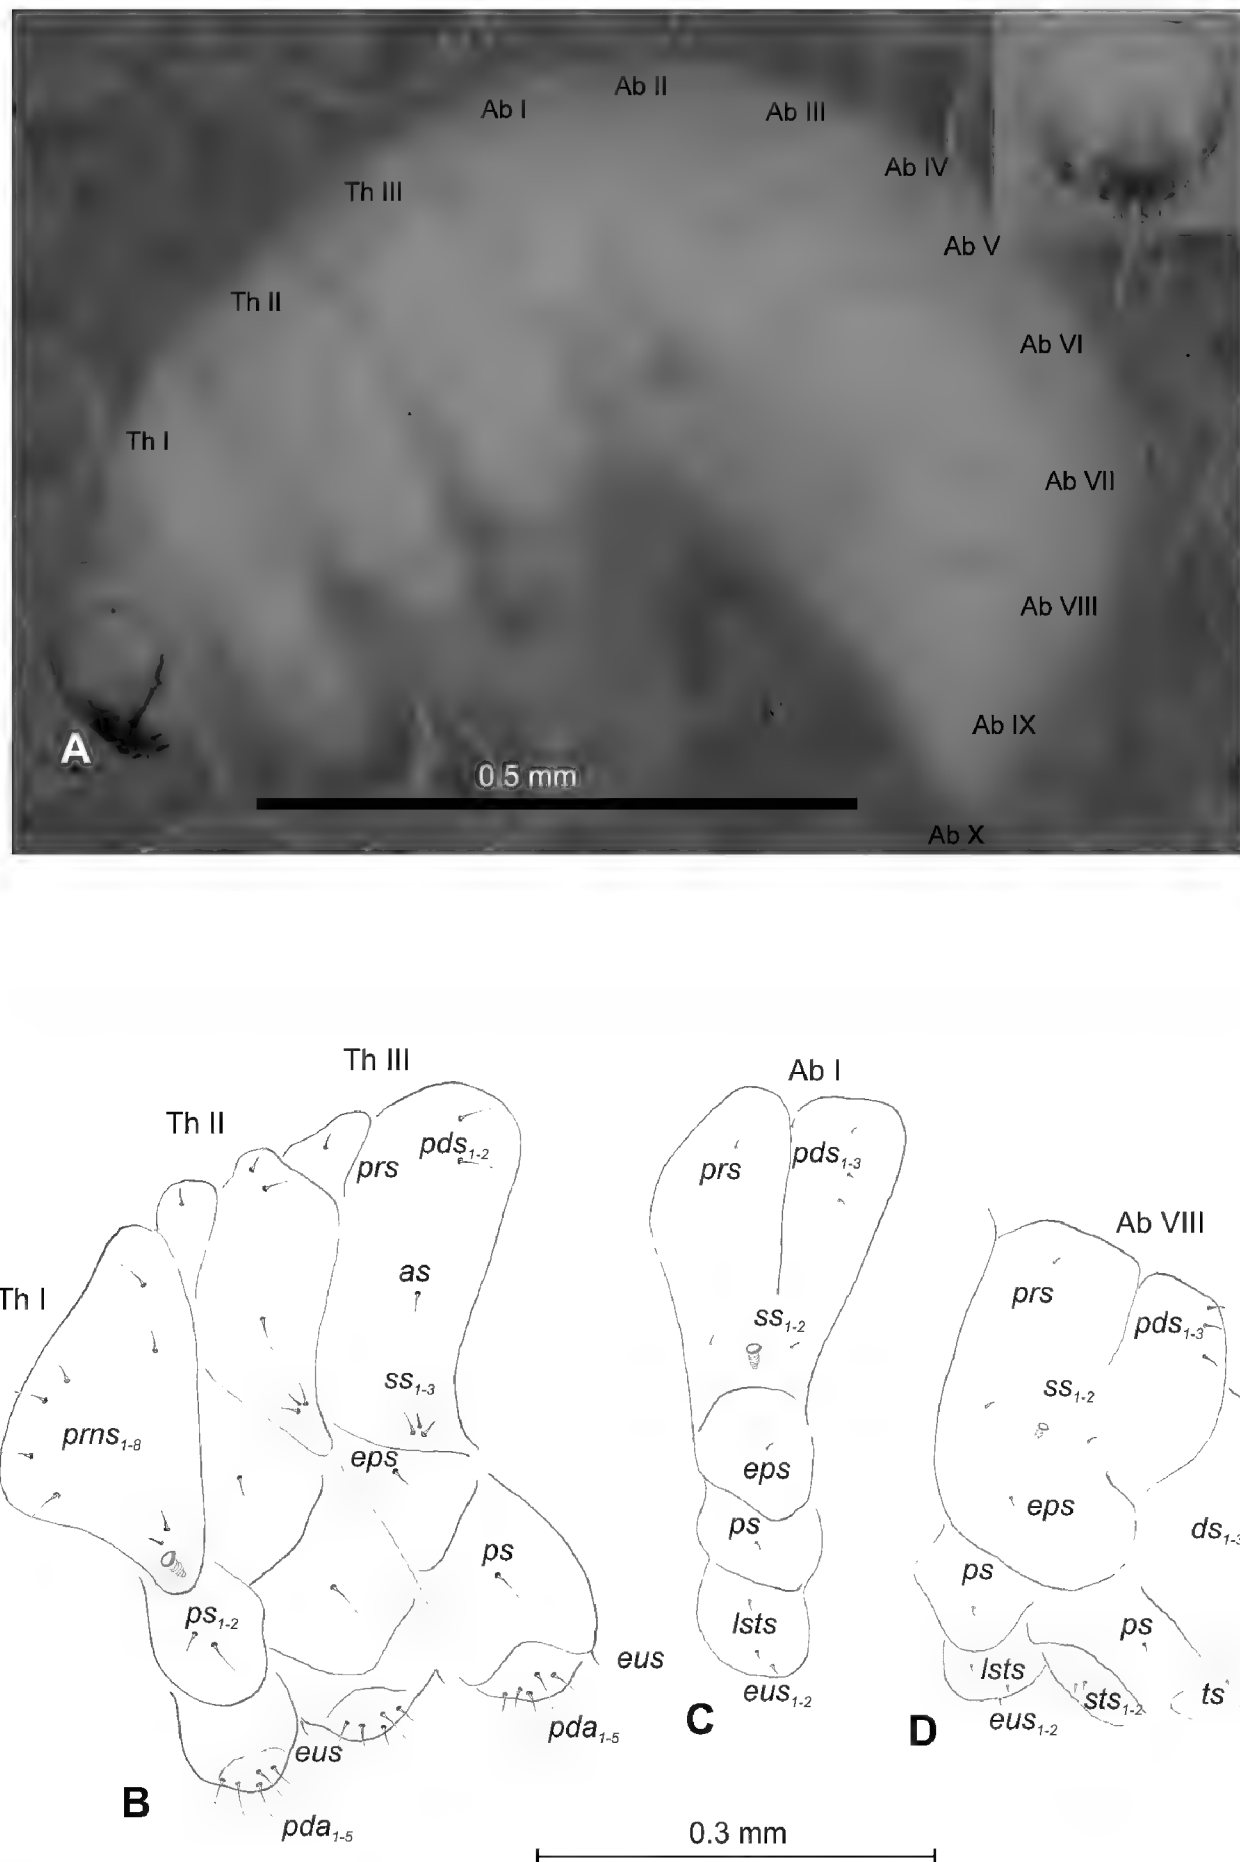 Ab II
Ab I
Ab III
Ab IV
Th III
Ab V
Th II
Ab VI
Th I
Ab VII
Ab VIII
Ab IX
A
0.5 mm
Ab X
Th III
Ab I
Th II
pds1-2
prs
prs
pds1-3
Ab VIII
Th I
as
prs
ss1-2
pds1-3
ss1-3
ss1-2
prns1-8
eps
eps
eps
ps
ds1-3
ps
ps
ps1-2
lsts
ps
eus
lsts
eus1-2
sts1-2
ts
C
D
eus1-2
pda1-5
eus
B
pda1-5
0.3 mm